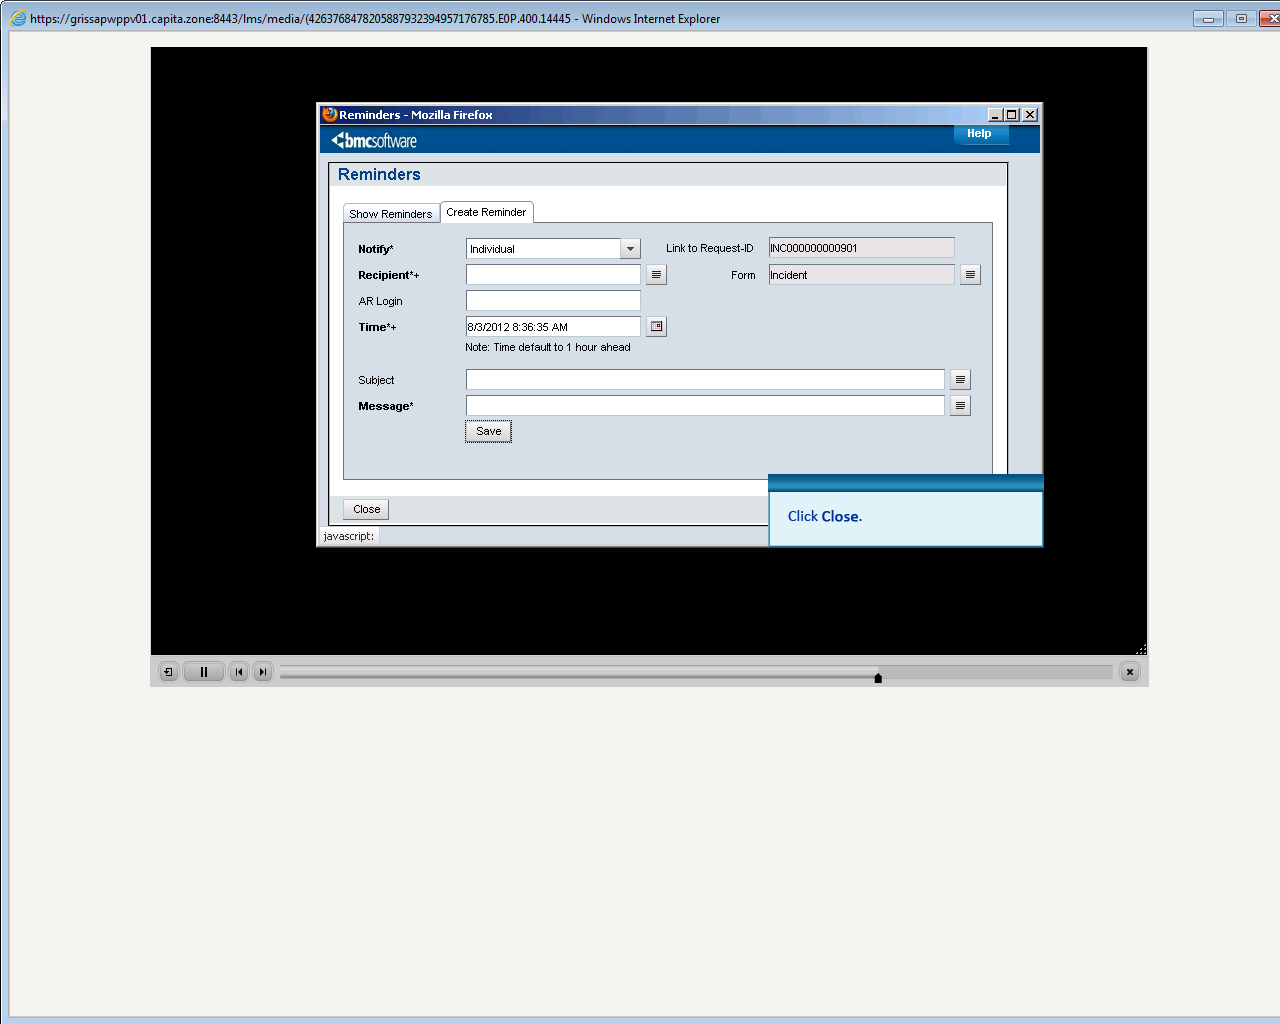 https://grissapwppv01.capita.zone:8443/lms/media/(4263768478205887932394957176785.E0P.400.14445 - Windows Internet Explorer
Reminders - Mozilla Firefox
bmcsoftware
Help
Reminders
Show Reminders
Create Reminder
Notify*
Individual
Link to Request-ID
INC000000000901
Recipient*+
Form
Incident
AR Login
Time*+
8/3/2012 8:36:35 AM
Note: Time default to 1 hour ahead
Subject
Message*
Save
Close
Click Close.
javascript: